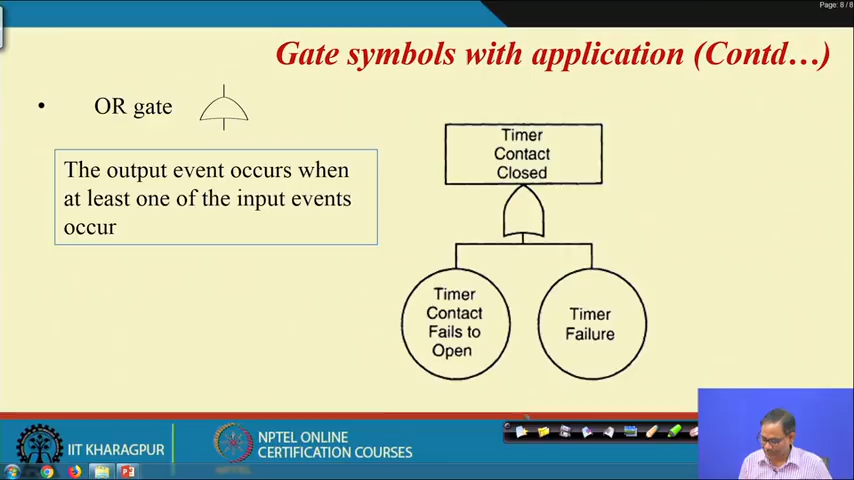 Page: 8 / 8
Gate symbols with application (Contd…)
• OR gate
The output event occurs when
at least one of the input events
occur
Timer
Contact
Closed
Timer
Contact
Fails to
Open
Timer
Failure
IIT KHARAGPUR
NPTEL ONLINE
CERTIFICATION COURSES